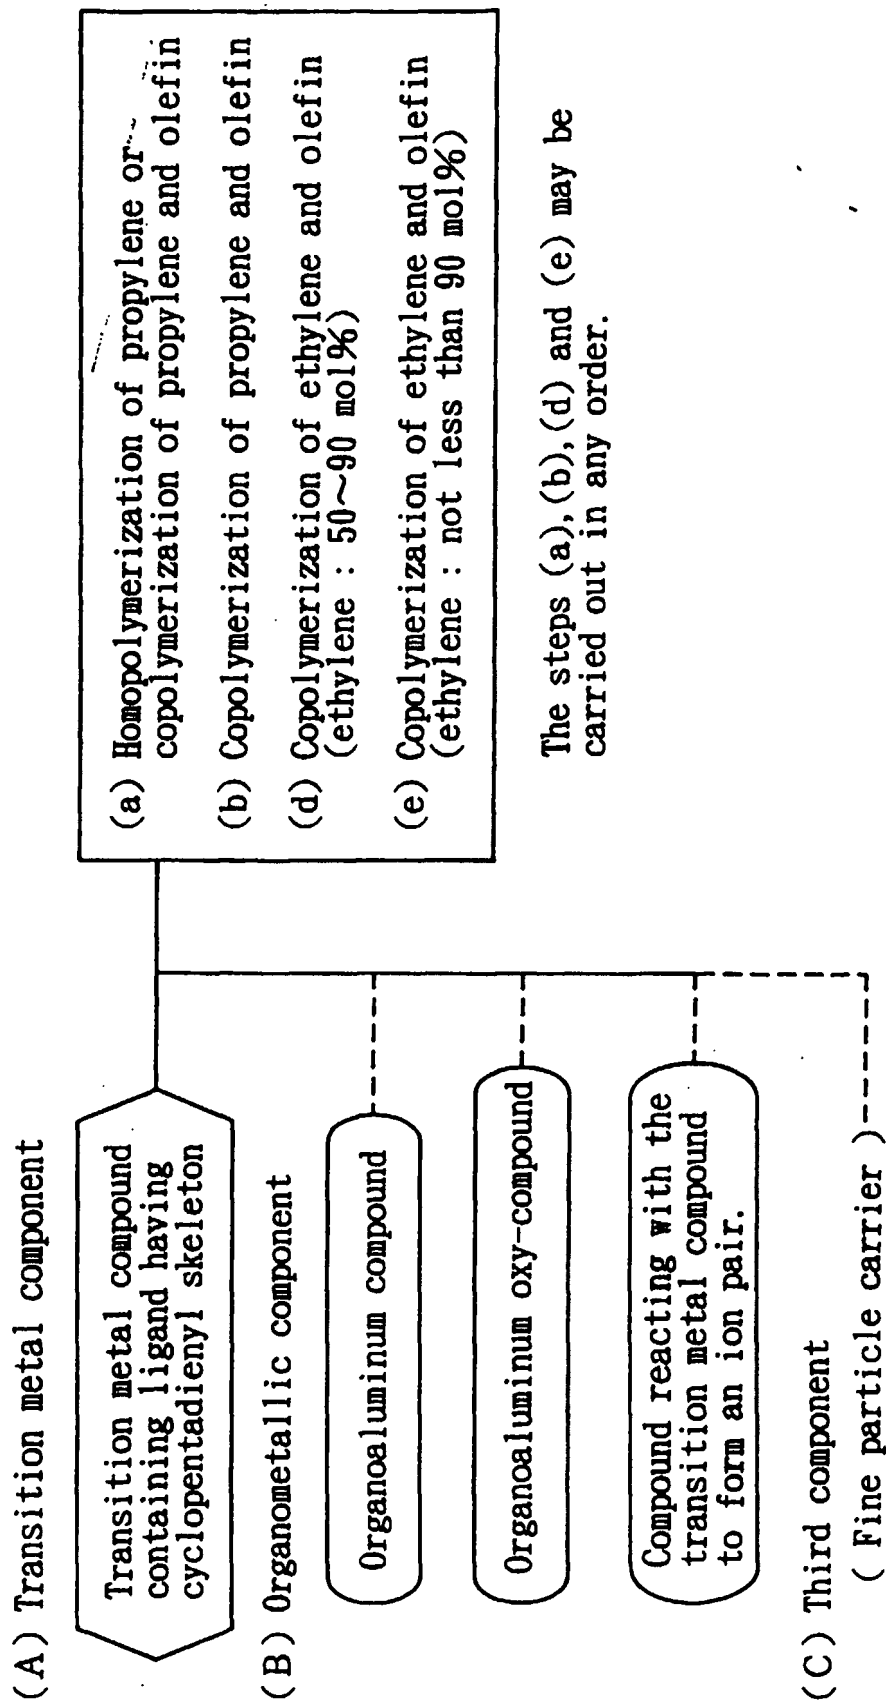 (A) Transition metal component
Transition metal compound
containing ligand having
cyclopentadienyl skeleton
(B) Organometallic component
Organoaluminum compound
Organoaluminum oxy-compound
Compound reacting with the
transition metal compound
to form an ion pair.
(C) Third component
( Fine particle carrier )
(a) Homopolymerization of propylene or
copolymerization of propylene and olefin
(b) Copolymerization of propylene and olefin
(d) Copolymerization of ethylene and olefin
(ethylene : 50~90 mol%)
(e) Copolymerization of ethylene and olefin
(ethylene : not less than 90 mol%)
The steps (a), (b), (d) and (e) may be
carried out in any order.